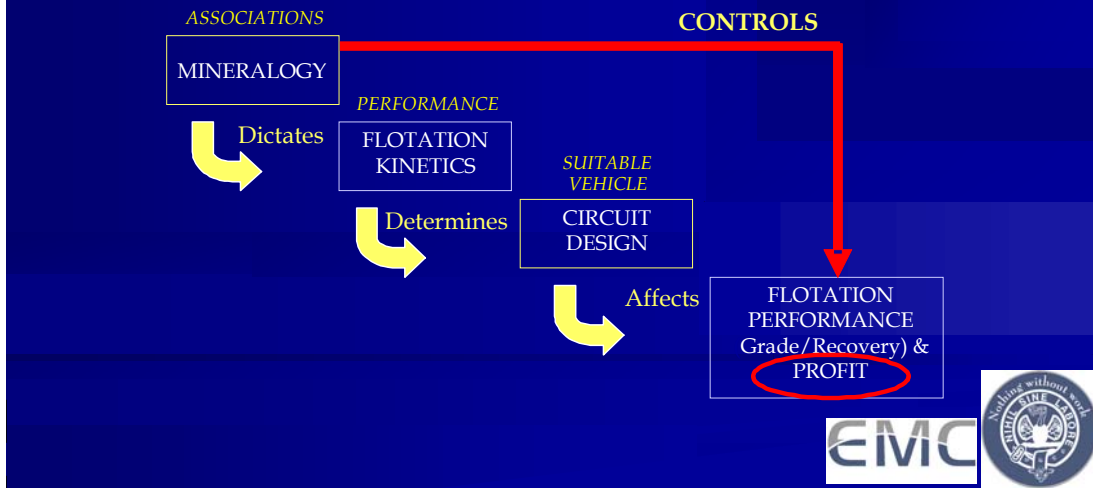 ASSOCIATIONS
CONTROLS
MINERALOGY
PERFORMANCE
Dictates
FLOTATION
KINETICS
SUITABLE
VEHICLE
Determines
CIRCUIT
DESIGN
Affects
FLOTATION
PERFORMANCE
Grade/Recovery) &
PROFIT
EMC
Nothing without work
NIHIL SINE LABORE